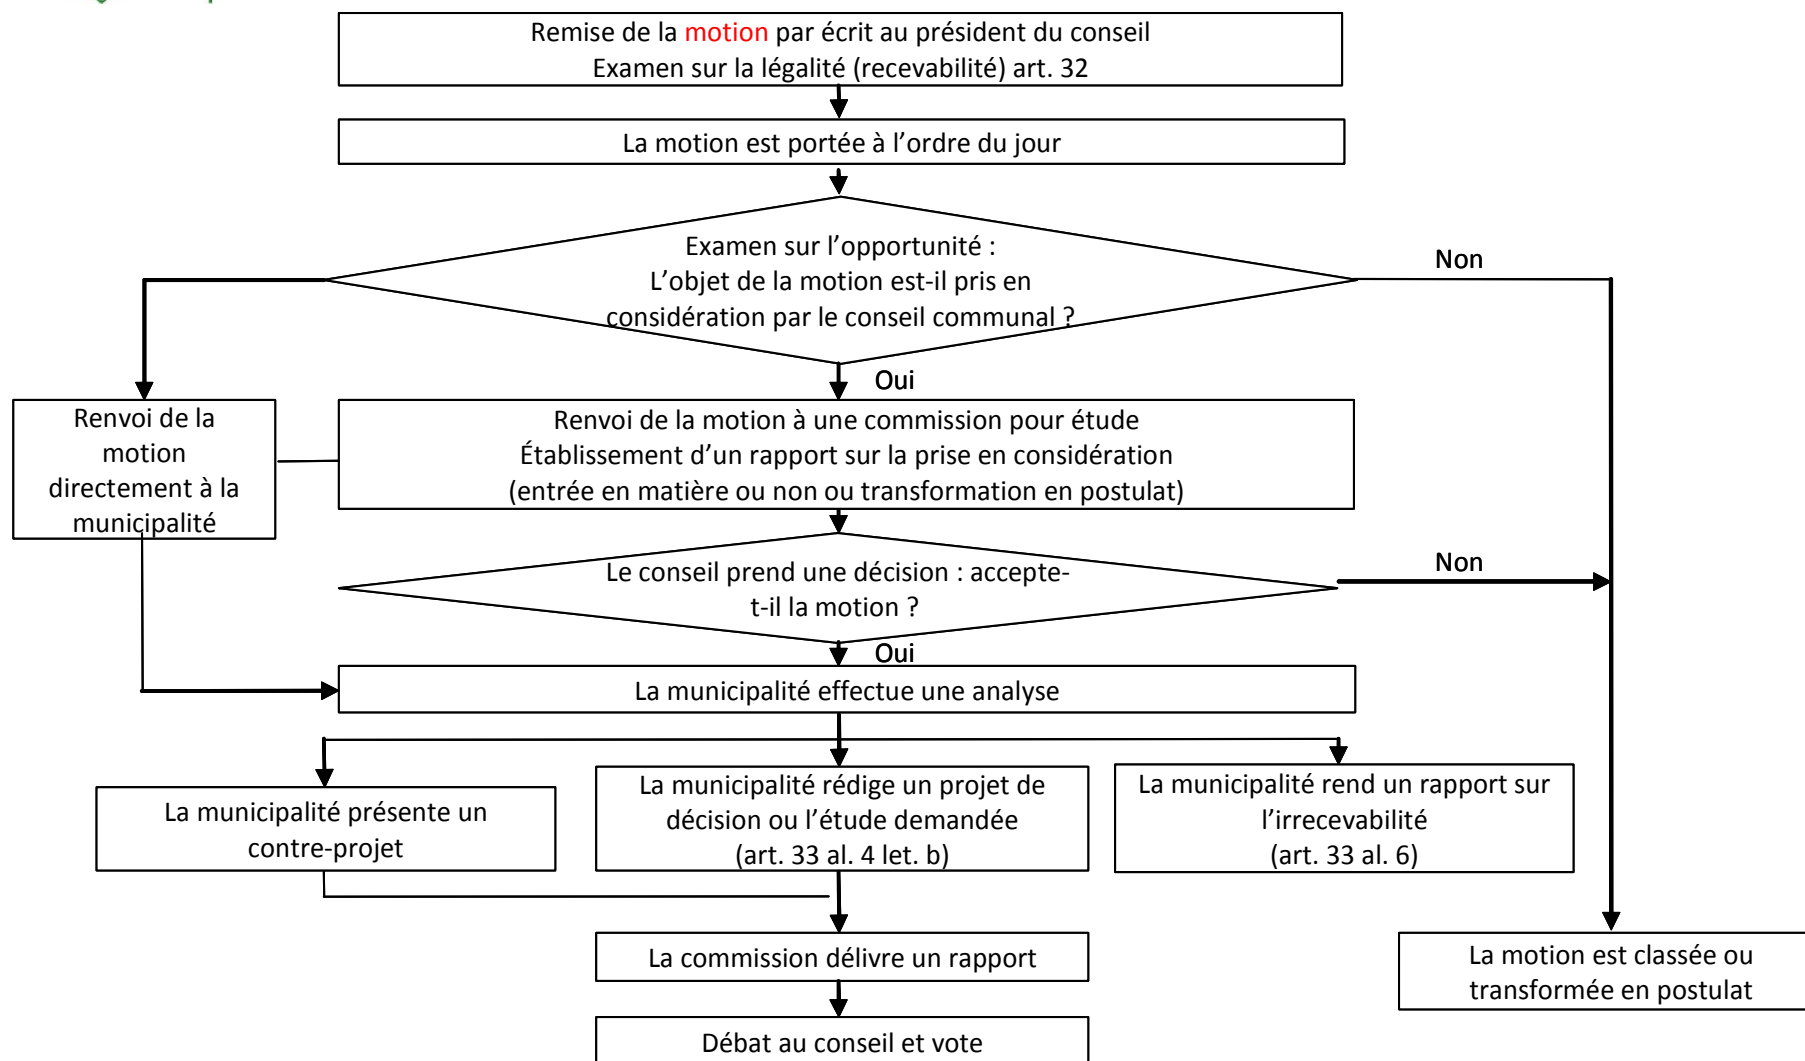 Remise de la motion par écrit au président du conseil
Examen sur la légalité (recevabilité) art. 32
La motion est portée à l’ordre du jour
Examen sur l’opportunité :
L’objet de la motion est-il pris en
considération par le conseil communal ?
Non
Oui
Renvoi de la
motion
directement à la
municipalité
Renvoi de la motion à une commission pour étude
Établissement d’un rapport sur la prise en considération
(entrée en matière ou non ou transformation en postulat)
Le conseil prend une décision : accepte-
t-il la motion ?
Non
Oui
La municipalité effectue une analyse
La municipalité présente un
contre-projet
La municipalité rédige un projet de
décision ou l’étude demandée
(art. 33 al. 4 let. b)
La municipalité rend un rapport sur
l’irrecevabilité
(art. 33 al. 6)
La commission délivre un rapport
La motion est classée ou
transformée en postulat
Débat au conseil et vote